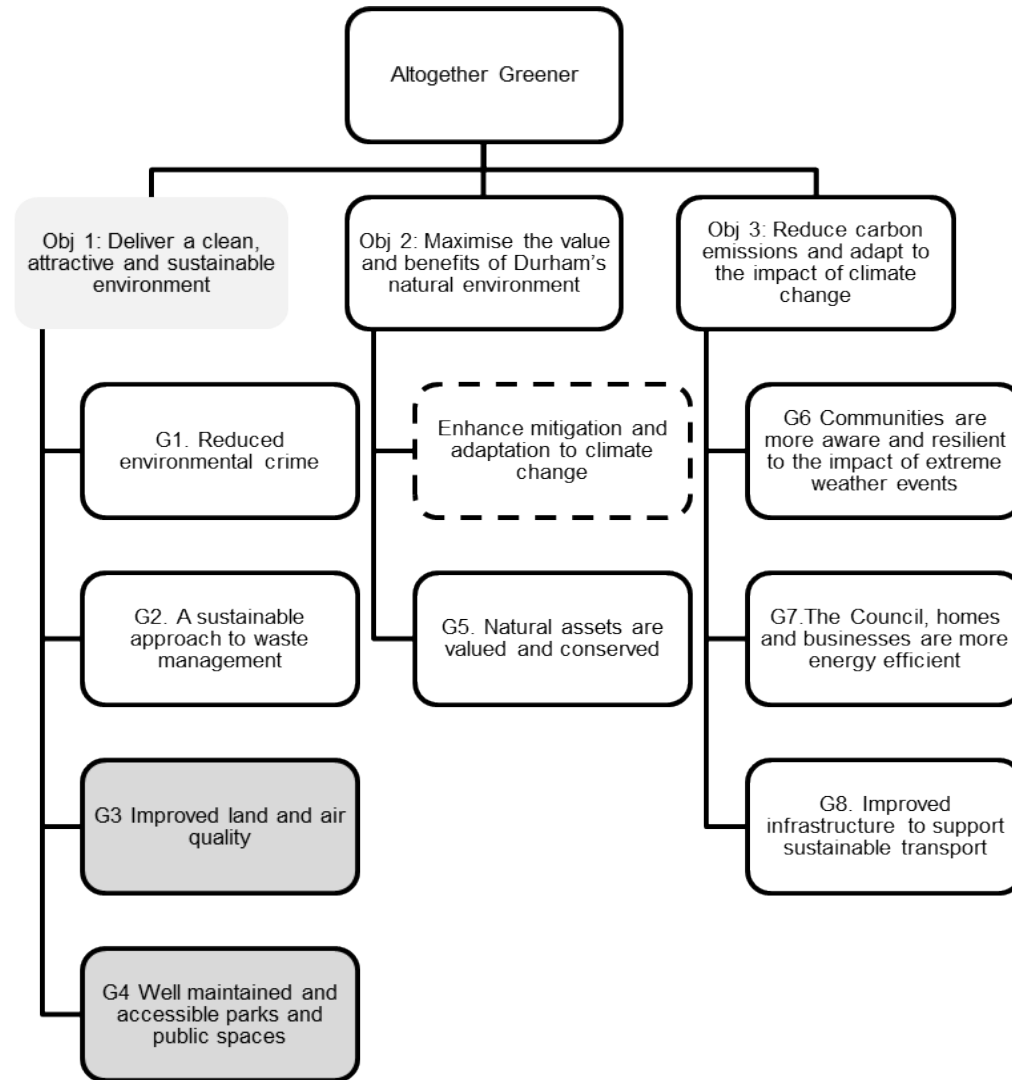 Altogether Greener
Obj 1: Deliver a clean,
attractive and sustainable
environment
Obj 2: Maximise the value
and benefits of Durham's
natural environment
Obj 3: Reduce carbon
emissions and adapt to
the impact of climate
change
G1. Reduced
environmental crime
G2. A sustainable
approach to waste
management
G3 Improved land and air
quality
G4 Well maintained and
accessible parks and
public spaces
Enhance mitigation and
adaptation to climate
change
G5. Natural assets are
valued and conserved
G6 Communities are
more aware and resilient
to the impact of extreme
weather events
G7.The Council, homes
and businesses are more
energy efficient
G8. Improved
infrastructure to support
sustainable transport